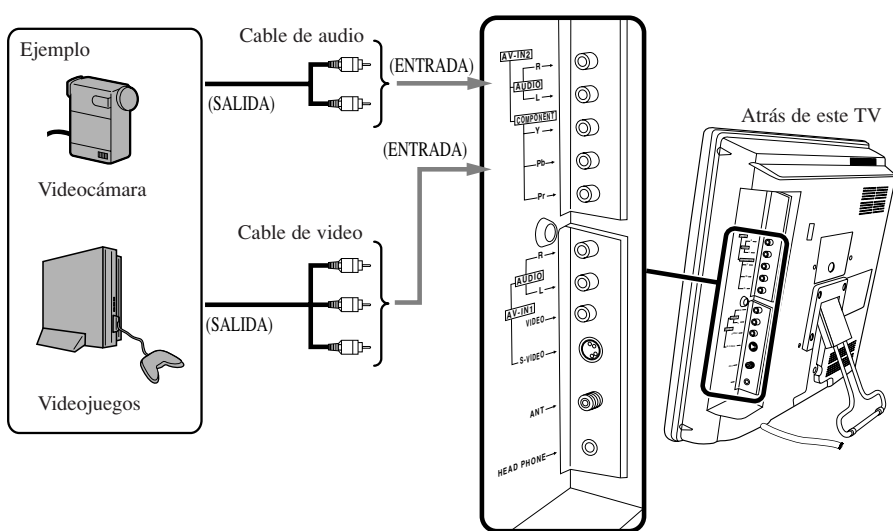 Ejemplo
Videocámara
Videojuegos
Cable de audio
(SALIDA)
(ENTRADA)
Cable de video
(SALIDA)
(ENTRADA)
AV-IN2
R
AUDIO
L
COMPONENT
Y
Pb
Pr
R
AUDIO
L
AV-IN1
VIDEO
S-VIDEO
ANT
HEAD PHONE
Atrás de este TV